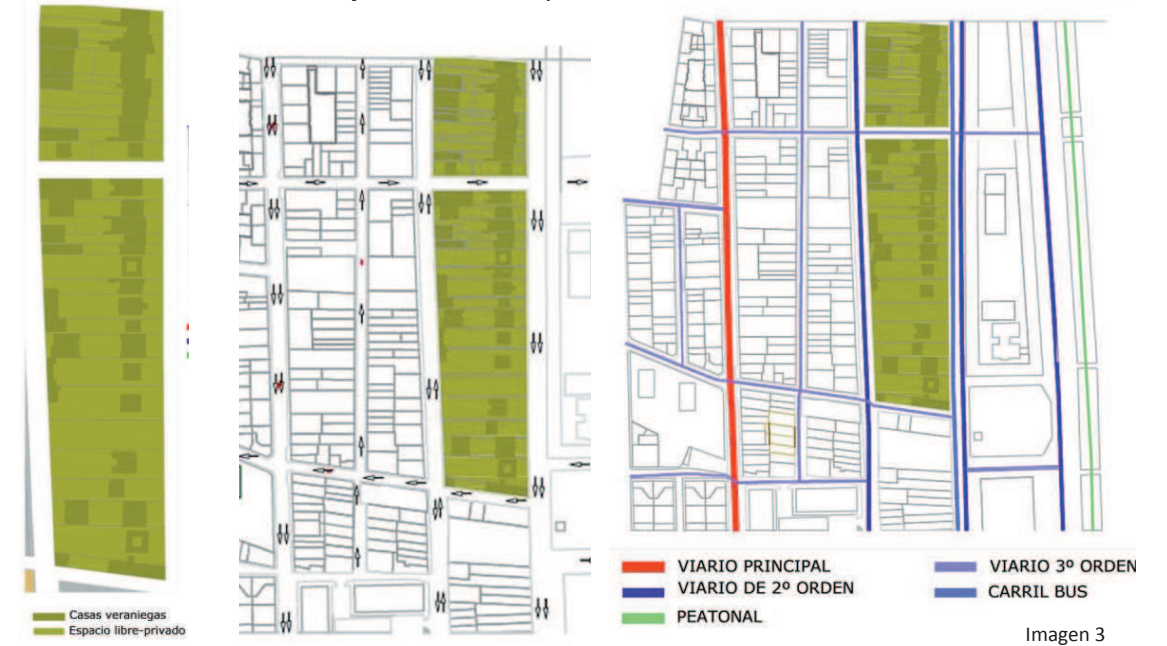 Casas veraniegas
Espacio libre-privado
VIARIO PRINCIPAL
VIARIO DE 2º ORDEN
PEATONAL
VIARIO 3º ORDEN
CARRIL BUS
Imagen 3